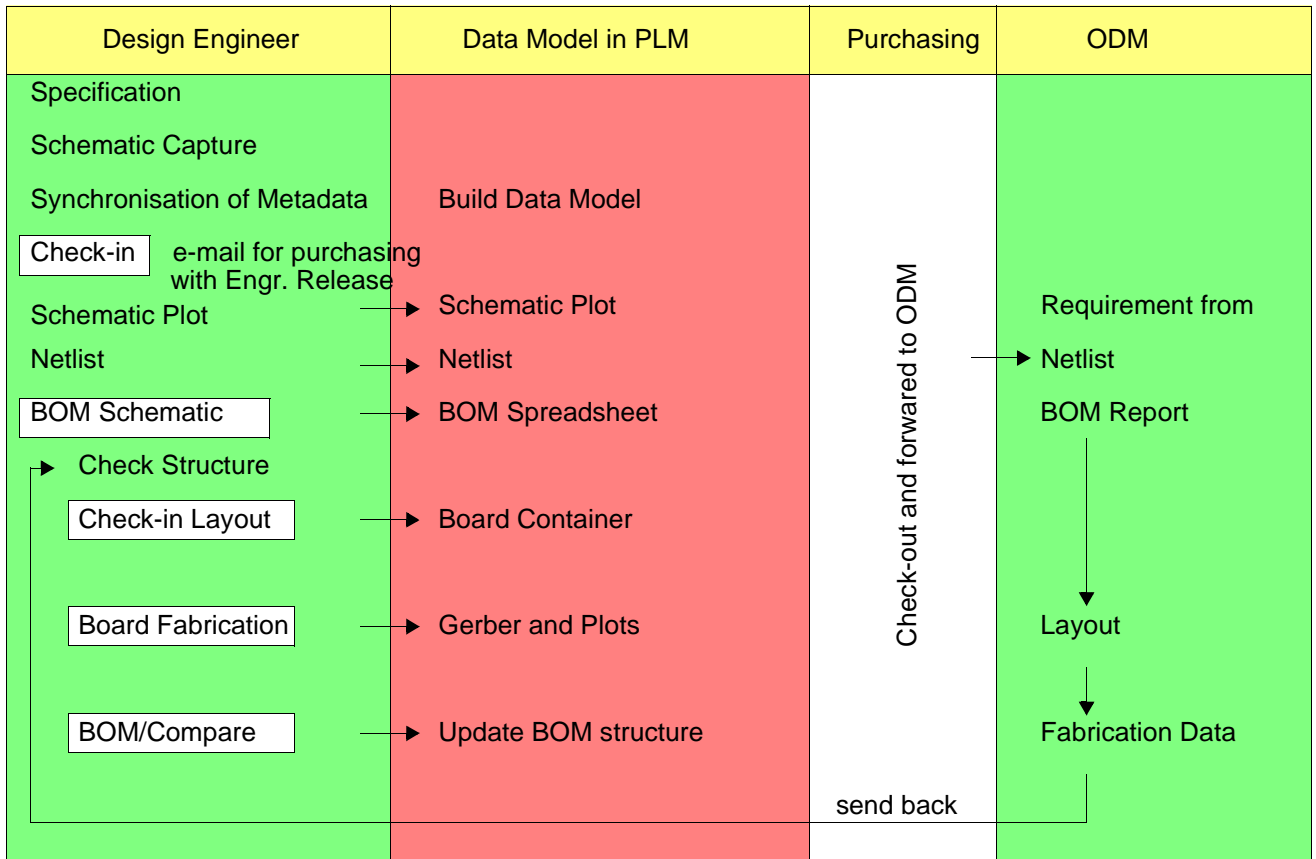 Design Engineer
Data Model in PLM
Purchasing
ODM
Specification
Schematic Capture
Synchronisation of Metadata
Build Data Model
Check-in
e-mail for purchasing
with Engr. Release
Schematic Plot
Schematic Plot
Requirement from
Netlist
Netlist
Netlist
BOM Schematic
BOM Spreadsheet
BOM Report
Check-out and forwared to ODM
Check Structure
Check-in Layout
Board Container
Board Fabrication
Gerber and Plots
Layout
BOM/Compare
Update BOM structure
Fabrication Data
send back